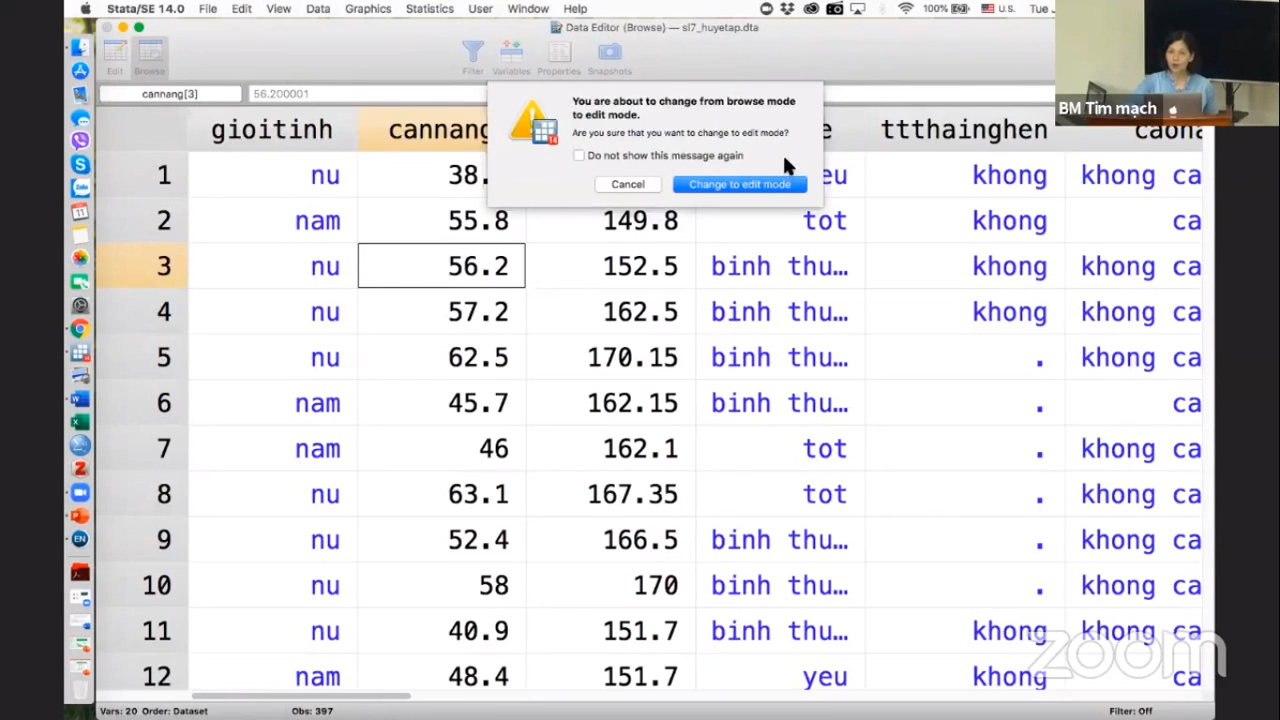 Stata/SE 14.0 File Edit View Data Graphics Statistics User Window Help 100% U.S. Tue
Data Editor (Browse) — sl7_huyetap.dta
Edit Browse Filter Variables Properties Snapshots
cannang[3] 56.200001
You are about to change from browse mode
to edit mode.
Are you sure that you want to change to edit mode?
Do not show this message again
Cancel Change to edit mode
BM Tim mạch
gioitinh cannang e ttthainghen caoha
1 nu 38. eu khong khong ca
2 nam 55.8 149.8 tot khong ca
3 nu 56.2 152.5 binh thu… khong khong ca
4 nu 57.2 162.5 binh thu… khong khong ca
5 nu 62.5 170.15 binh thu… . khong ca
6 nam 45.7 162.15 binh thu… . ca
7 nam 46 162.1 tot . khong ca
8 nu 63.1 167.35 tot . khong ca
9 nu 52.4 166.5 binh thu… . khong ca
10 nu 58 170 binh thu… . khong ca
11 nu 40.9 151.7 binh thu… khong khong ca
12 nam 48.4 151.7 yeu khong ca
zoom
Vars: 20 Order: Dataset Obs: 397 Filter: Off